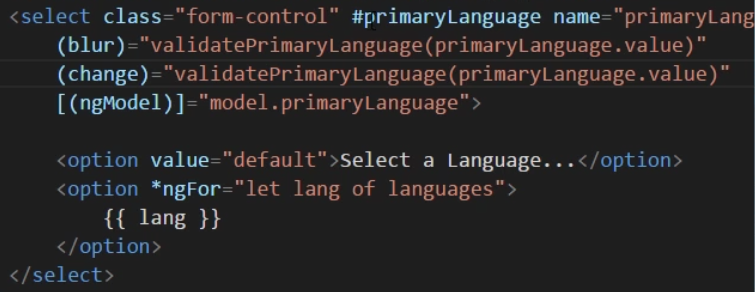 <select class="form-control" #primaryLanguage name="primaryLang
(blur)="validatePrimaryLanguage(primaryLanguage.value)"
(change)="validatePrimaryLanguage(primaryLanguage.value)"
[(ngModel)]="model.primaryLanguage">
<option value="default">Select a Language...</option>
<option *ngFor="let lang of languages">
{{ lang }}
</option>
</select>